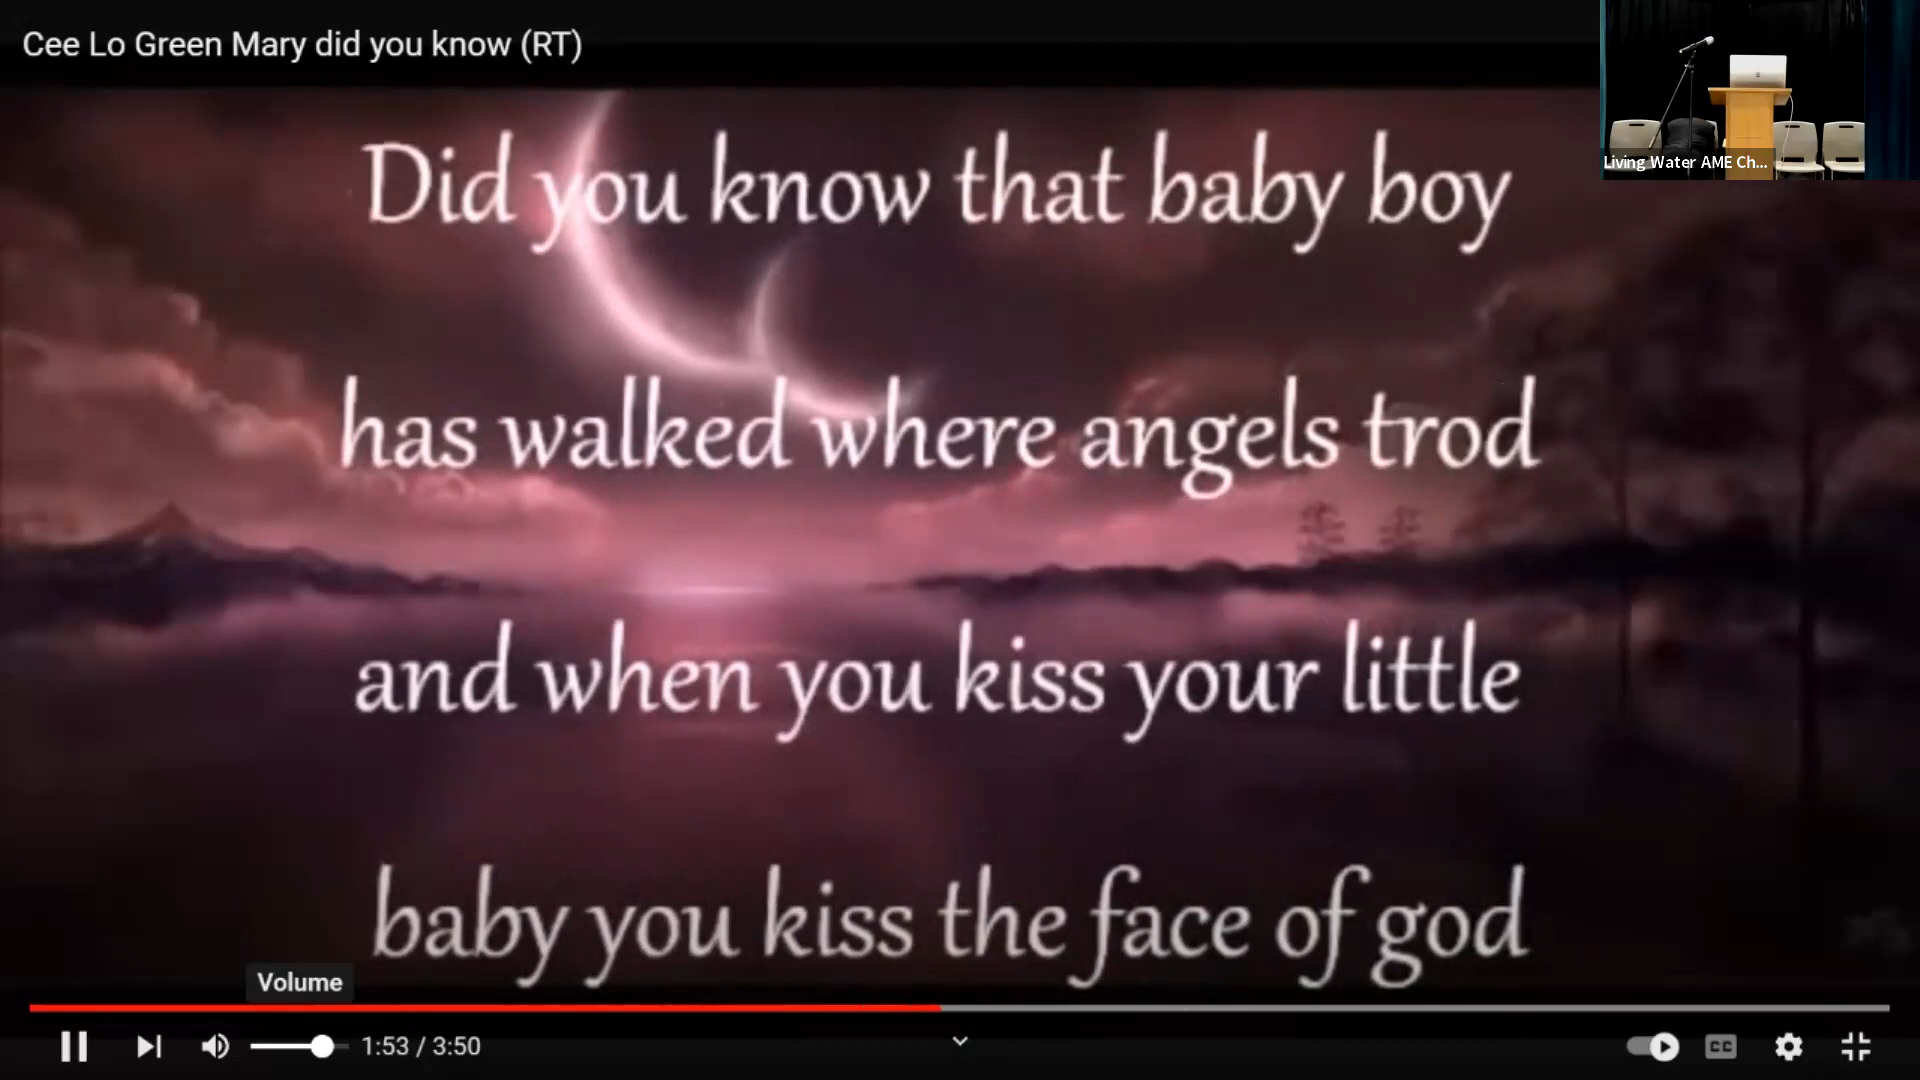 Cee Lo Green Mary did you know (RT)
Living Water AME Ch...
Did you know that baby boy
has walked where angels trod
and when you kiss your little
baby you kiss the face of god
Volume
1:53 / 3:50
CC